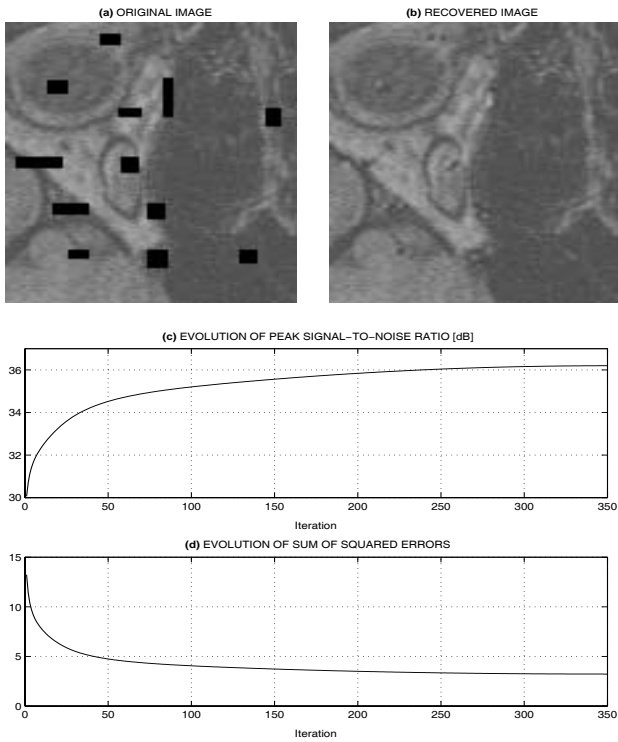 (a) ORIGINAL IMAGE
(b) RECOVERED IMAGE
(c) EVOLUTION OF PEAK SIGNAL−TO−NOISE RATIO [dB]
36
34
32
30
0 50 100 150 200 250 300 350
Iteration
(d) EVOLUTION OF SUM OF SQUARED ERRORS
15
10
5
0
0 50 100 150 200 250 300 350
Iteration